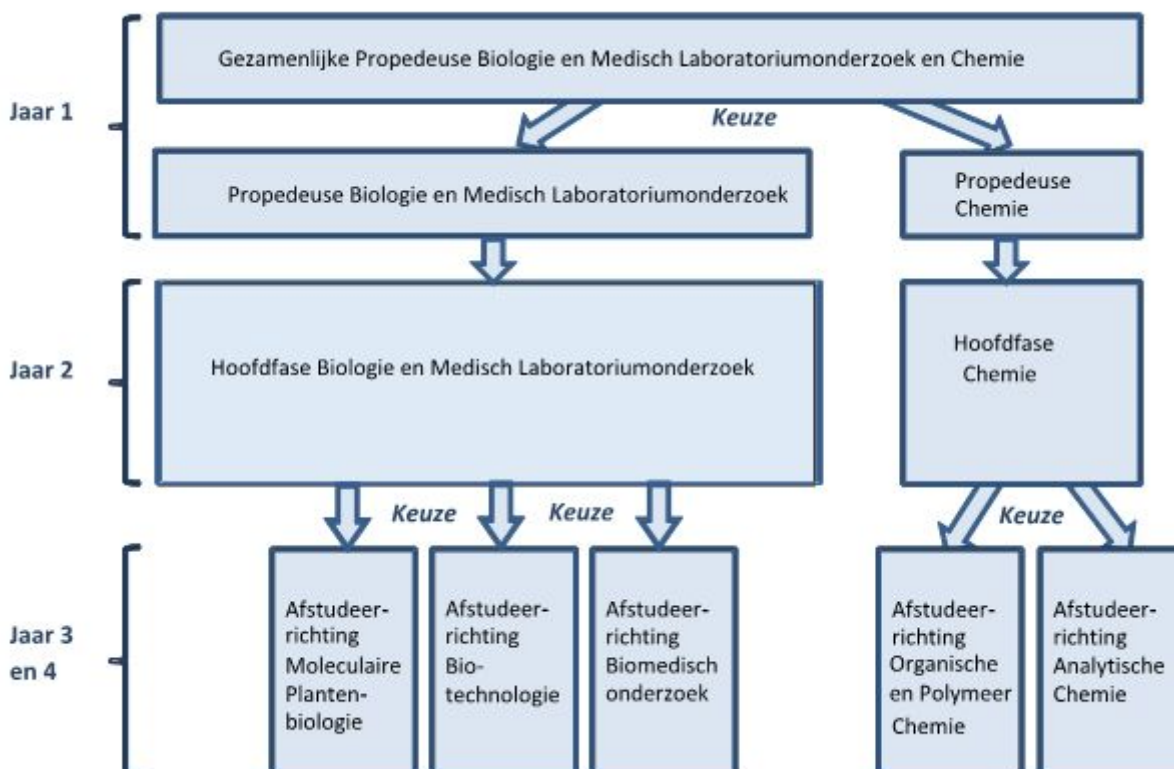 Gezamenlijke Propedeuse Biologie en Medisch Laboratoriumonderzoek en Chemie
Jaar 1
Keuze
Propedeuse Biologie en Medisch Laboratoriumonderzoek
Propedeuse
Chemie
Jaar 2
Hoofdfase Biologie en Medisch Laboratoriumonderzoek
Hoofdfase
Chemie
Keuze
Keuze
Keuze
Jaar 3
en 4
Afstudeer-
richting
Moleculaire
Planten-
biologie
Afstudeer-
richting
Bio-
technologie
Afstudeer-
richting
Biomedisch
onderzoek
Afstudeer-
richting
Organische
en Polymeer
Chemie
Afstudeer-
richting
Analytische
Chemie